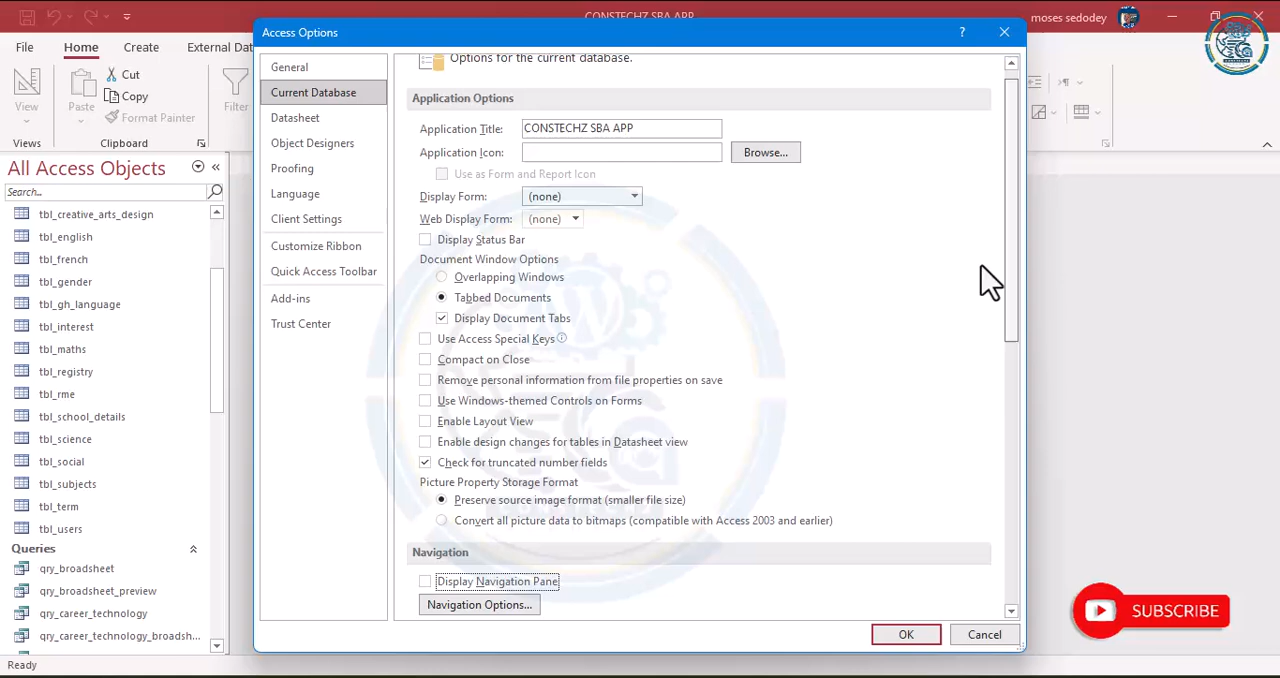 CONSTECHZ SBA APP
moses sedodey
Access Options
?
File
Home
Create
External Dat
View
Views
Paste
Cut
Copy
Format Painter
Clipboard
Filter
All Access Objects
Search...
tbl_creative_arts_design
tbl_english
tbl_french
tbl_gender
tbl_gh_language
tbl_interest
tbl_maths
tbl_registry
tbl_rme
tbl_school_details
tbl_science
tbl_social
tbl_subjects
tbl_term
tbl_users
Queries
qry_broadsheet
qry_broadsheet_preview
qry_career_technology
qry_career_technology_broadsh...
Ready
General
Current Database
Datasheet
Object Designers
Proofing
Language
Client Settings
Customize Ribbon
Quick Access Toolbar
Add-ins
Trust Center
Options for the current database.
Application Options
Application Title: CONSTECHZ SBA APP
Application Icon: Browse...
Use as Form and Report Icon
Display Form: (none)
Web Display Form: (none)
Display Status Bar
Document Window Options
Overlapping Windows
Tabbed Documents
Display Document Tabs
Use Access Special Keys
Compact on Close
Remove personal information from file properties on save
Use Windows-themed Controls on Forms
Enable Layout View
Enable design changes for tables in Datasheet view
Check for truncated number fields
Picture Property Storage Format
Preserve source image format (smaller file size)
Convert all picture data to bitmaps (compatible with Access 2003 and earlier)
Navigation
Display Navigation Pane
Navigation Options...
OK
Cancel
SUBSCRIBE